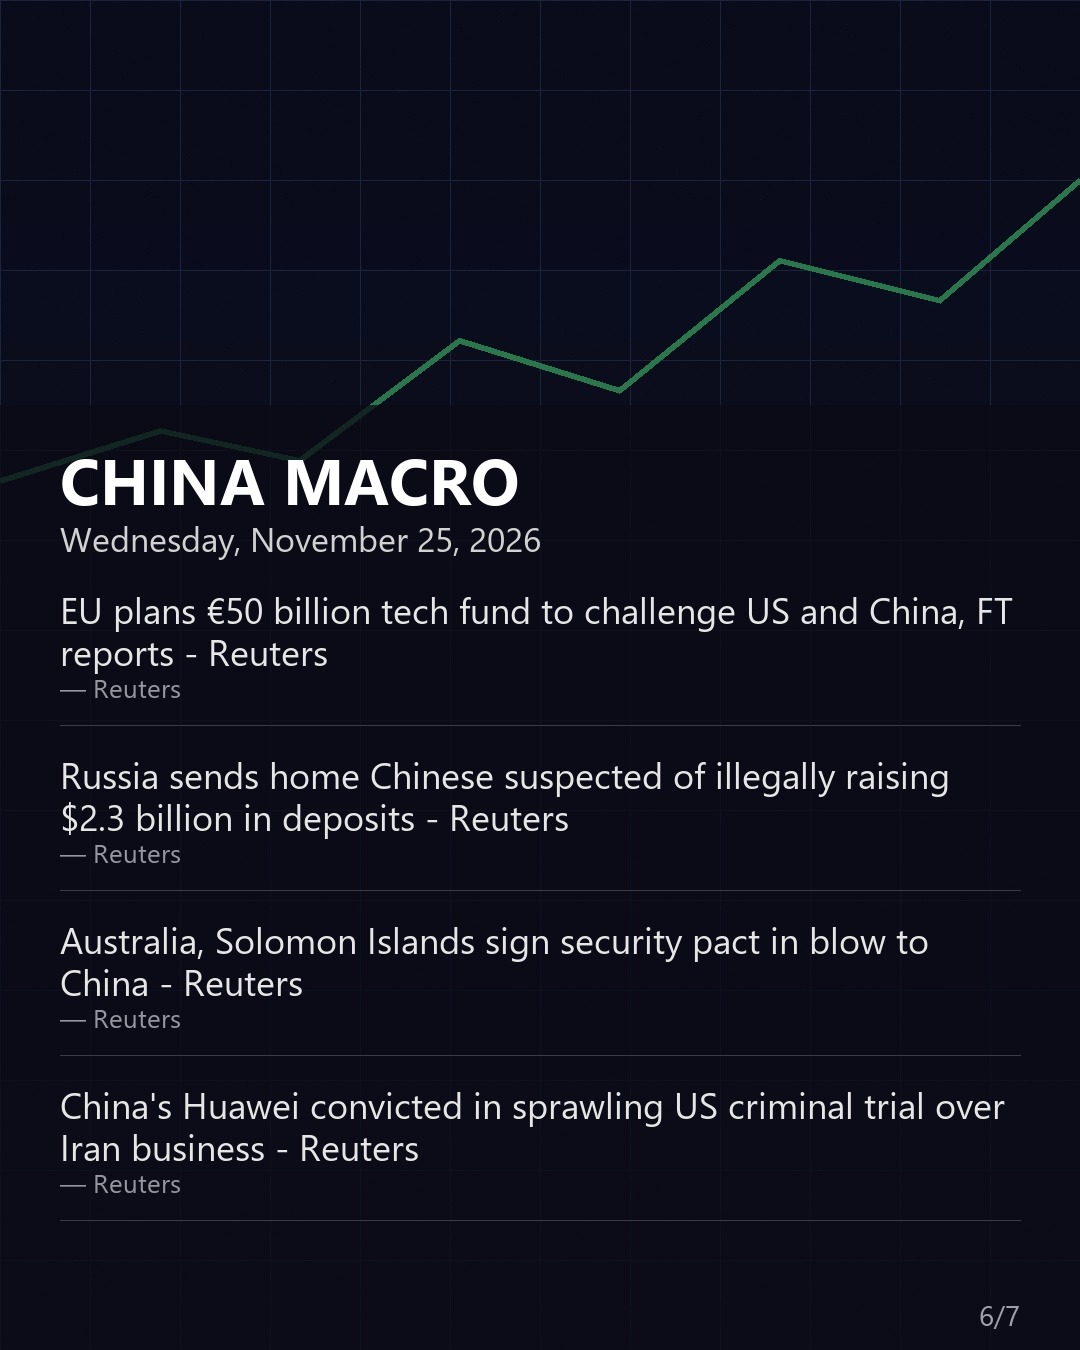 CHINA MACRO
Wednesday, November 25, 2026
EU plans €50 billion tech fund to challenge US and China, FT
reports - Reuters
— Reuters
Russia sends home Chinese suspected of illegally raising
$2.3 billion in deposits - Reuters
— Reuters
Australia, Solomon Islands sign security pact in blow to
China - Reuters
— Reuters
China's Huawei convicted in sprawling US criminal trial over
Iran business - Reuters
— Reuters
6/7